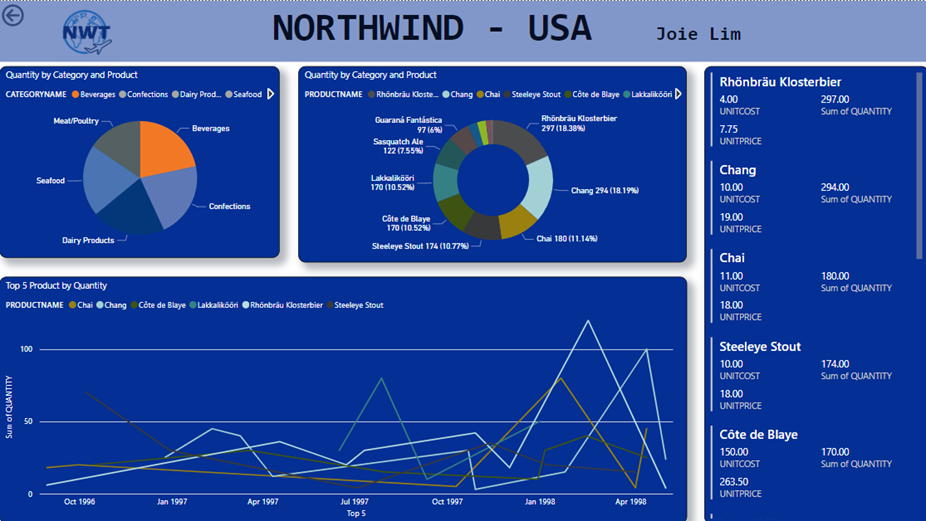 NORTHWIND - USA
Joie Lim
NWT
Quantity by Category and Product
CATEGORYNAME Beverages Confections Dairy Prod... Seafood
Meat/Poultry
Beverages
Seafood
Confections
Dairy Products
Quantity by Category and Product
PRODUCTNAME Rhönbräu Kloste... Chang Chai Steeleye Stout Côte de Blaye Lakkalikööri
Guaraná Fantástica
97 (6%)
Rhönbräu Klosterbier
297 (18.38%)
Sasquatch Ale
122 (7.55%)
Lakkalikööri
170 (10.52%)
Chang 294 (18.19%)
Côte de Blaye
170 (10.52%)
Chai 180 (11.14%)
Steeleye Stout 174 (10.77%)
Top 5 Product by Quantity
PRODUCTNAME Chai Chang Côte de Blaye Lakkalikööri Rhönbräu Klosterbier Steeleye Stout
Sum of QUANTITY
100
50
0
Oct 1996 Jan 1997 Apr 1997 Jul 1997 Oct 1997 Jan 1998 Apr 1998
Top 5
Rhönbräu Klosterbier
4.00 297.00
UNITCOST Sum of QUANTITY
7.75
UNITPRICE
Chang
10.00 294.00
UNITCOST Sum of QUANTITY
19.00
UNITPRICE
Chai
11.00 180.00
UNITCOST Sum of QUANTITY
18.00
UNITPRICE
Steeleye Stout
10.00 174.00
UNITCOST Sum of QUANTITY
18.00
UNITPRICE
Côte de Blaye
150.00 170.00
UNITCOST Sum of QUANTITY
263.50
UNITPRICE